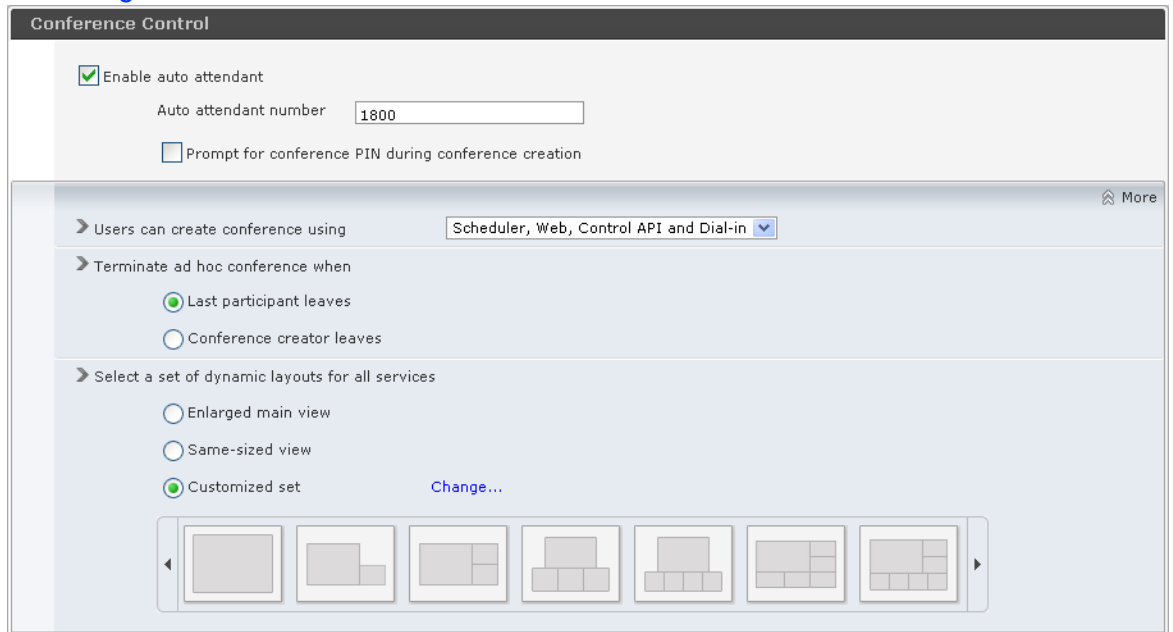 Conference Control
Enable auto attendant
Auto attendant number 1800
Prompt for conference PIN during conference creation
More
Users can create conference using Scheduler, Web, Control API and Dial-in
Terminate ad hoc conference when
Last participant leaves
Conference creator leaves
Select a set of dynamic layouts for all services
Enlarged main view
Same-sized view
Customized set Change...